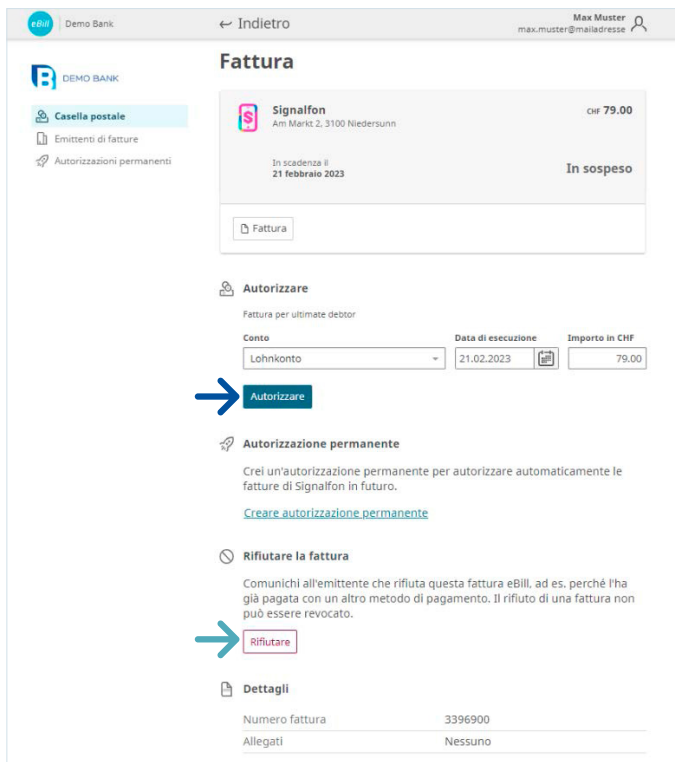 eBill
Demo Bank
← Indietro
Max Muster
max.muster@mailadresse
DEMO BANK
Casella postale
Emittenti di fatture
Autorizzazioni permanenti
Fattura
Signalfon
CHF 79.00
Am Markt 2, 3100 Niedersunn
In scadenza il
21 febbraio 2023
In sospeso
Fattura
Autorizzare
Fattura per ultimate debtor
Conto
Data di esecuzione
Importo in CHF
Lohnkonto
21.02.2023
79.00
Autorizzare
Autorizzazione permanente
Crei un'autorizzazione permanente per autorizzare automaticamente le
fatture di Signalfon in futuro.
Creare autorizzazione permanente
Rifiutare la fattura
Comunichi all'emittente che rifiuta questa fattura eBill, ad es. perché l'ha
già pagata con un altro metodo di pagamento. Il rifiuto di una fattura non
può essere revocato.
Rifiutare
Dettagli
Numero fattura 3396900
Allegati Nessuno